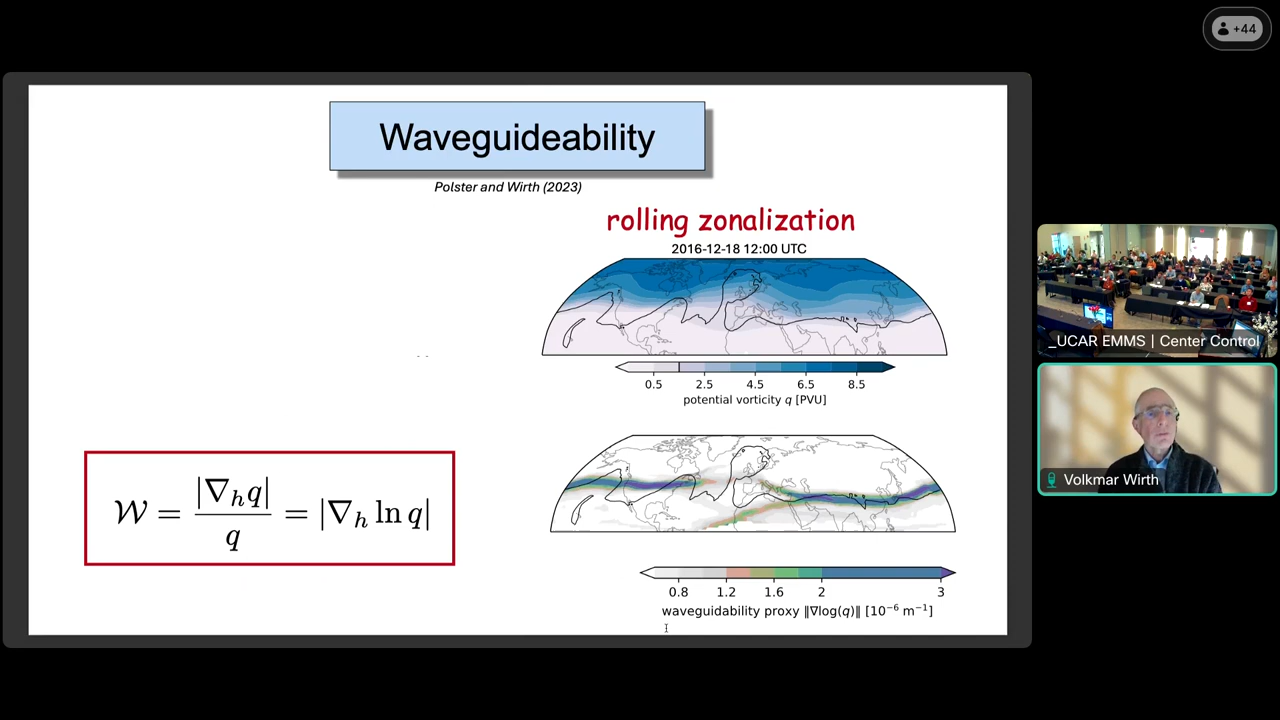 +44
Waveguideability
Polster and Wirth (2023)
rolling zonalization
2016-12-18 12:00 UTC
0.5 2.5 4.5 6.5 8.5
potential vorticity q [PVU]
𝒲 = |∇ₕq| / q = |∇ₕ ln q|
0.8 1.2 1.6 2 3
waveguidability proxy ‖∇log(q)‖ [10⁻⁶ m⁻¹]
_UCAR EMMS | Center Control
Volkmar Wirth